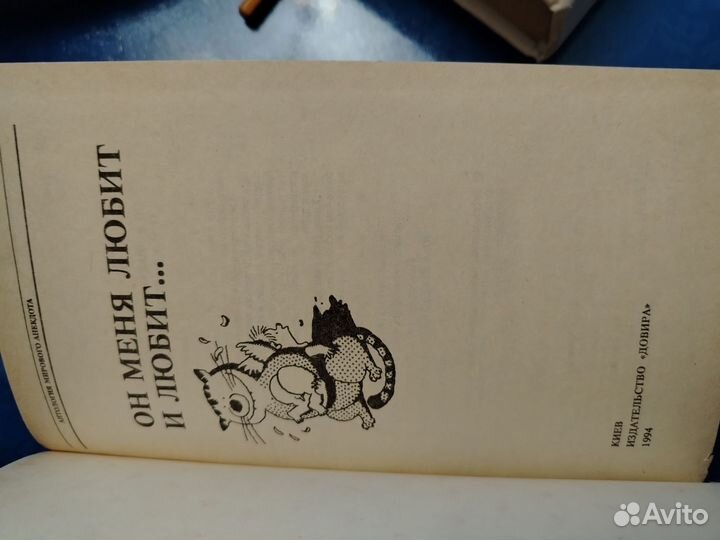 АНТОЛОГИЯ МИРОВОГО АНЕКДОТА
ОН МЕНЯ ЛЮБИТ
И ЛЮБИТ...
КИЕВ
ИЗДАТЕЛЬСТВО «ДОВИРА»
1994
Avito